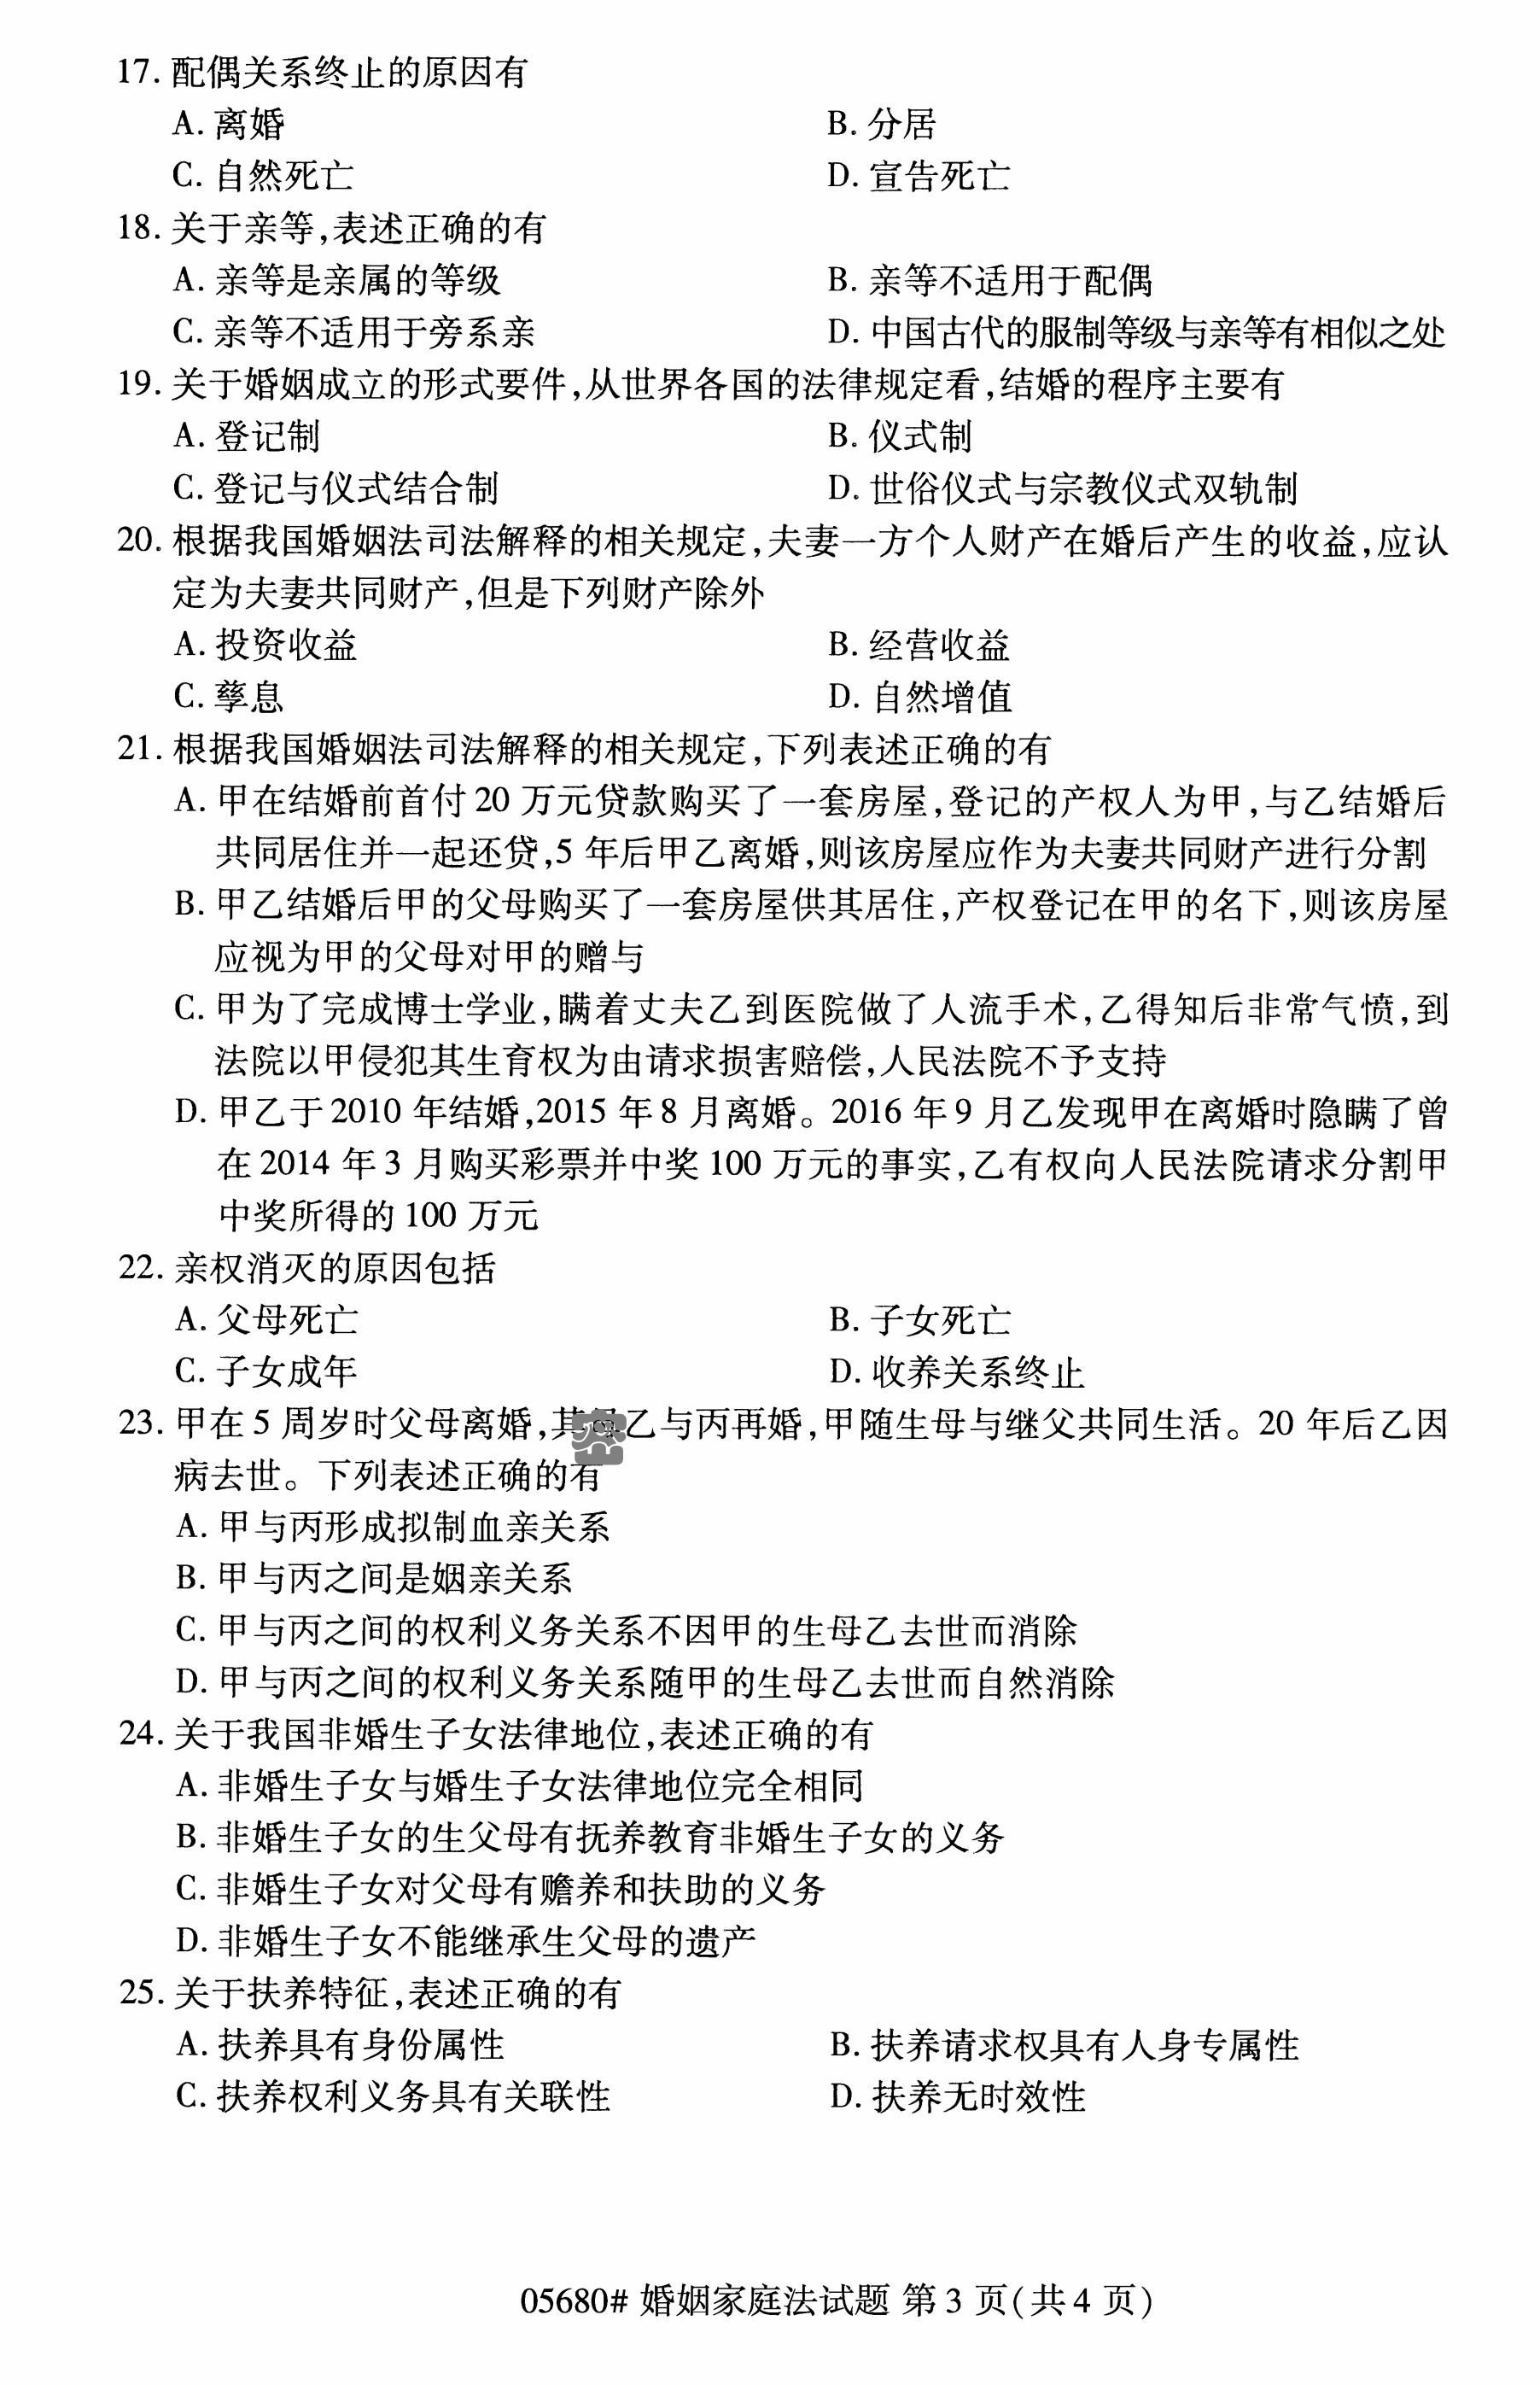 17. 配偶关系终止的原因有
A. 离婚 B. 分居
C. 自然死亡 D. 宣告死亡
18. 关于亲等,表述正确的有
A. 亲等是亲属的等级 B. 亲等不适用于配偶
C. 亲等不适用于旁系亲 D. 中国古代的服制等级与亲等有相似之处
19. 关于婚姻成立的形式要件,从世界各国的法律规定看,结婚的程序主要有
A. 登记制 B. 仪式制
C. 登记与仪式结合制 D. 世俗仪式与宗教仪式双轨制
20. 根据我国婚姻法司法解释的相关规定,夫妻一方个人财产在婚后产生的收益,应认
定为夫妻共同财产,但是下列财产除外
A. 投资收益 B. 经营收益
C. 孳息 D. 自然增值
21. 根据我国婚姻法司法解释的相关规定,下列表述正确的有
A. 甲在结婚前首付 20 万元贷款购买了一套房屋,登记的产权人为甲,与乙结婚后
共同居住并一起还贷,5 年后甲乙离婚,则该房屋应作为夫妻共同财产进行分割
B. 甲乙结婚后甲的父母购买了一套房屋供其居住,产权登记在甲的名下,则该房屋
应视为甲的父母对甲的赠与
C. 甲为了完成博士学业,瞒着丈夫乙到医院做了人流手术,乙得知后非常气愤,到
法院以甲侵犯其生育权为由请求损害赔偿,人民法院不予支持
D. 甲乙于 2010 年结婚,2015 年 8 月离婚。2016 年 9 月乙发现甲在离婚时隐瞒了曾
在 2014 年 3 月购买彩票并中奖 100 万元的事实,乙有权向人民法院请求分割甲
中奖所得的 100 万元
22. 亲权消灭的原因包括
A. 父母死亡 B. 子女死亡
C. 子女成年 D. 收养关系终止
23. 甲在 5 周岁时父母离婚,其母乙与丙再婚,甲随生母与继父共同生活。20 年后乙因
病去世。下列表述正确的有
A. 甲与丙形成拟制血亲关系
B. 甲与丙之间是姻亲关系
C. 甲与丙之间的权利义务关系不因甲的生母乙去世而消除
D. 甲与丙之间的权利义务关系随甲的生母乙去世而自然消除
24. 关于我国非婚生子女法律地位,表述正确的有
A. 非婚生子女与婚生子女法律地位完全相同
B. 非婚生子女的生父母有抚养教育非婚生子女的义务
C. 非婚生子女对父母有赡养和扶助的义务
D. 非婚生子女不能继承生父母的遗产
25. 关于扶养特征,表述正确的有
A. 扶养具有身份属性 B. 扶养请求权具有人身专属性
C. 扶养权利义务具有关联性 D. 扶养无时效性
05680# 婚姻家庭法试题 第 3 页(共 4 页)